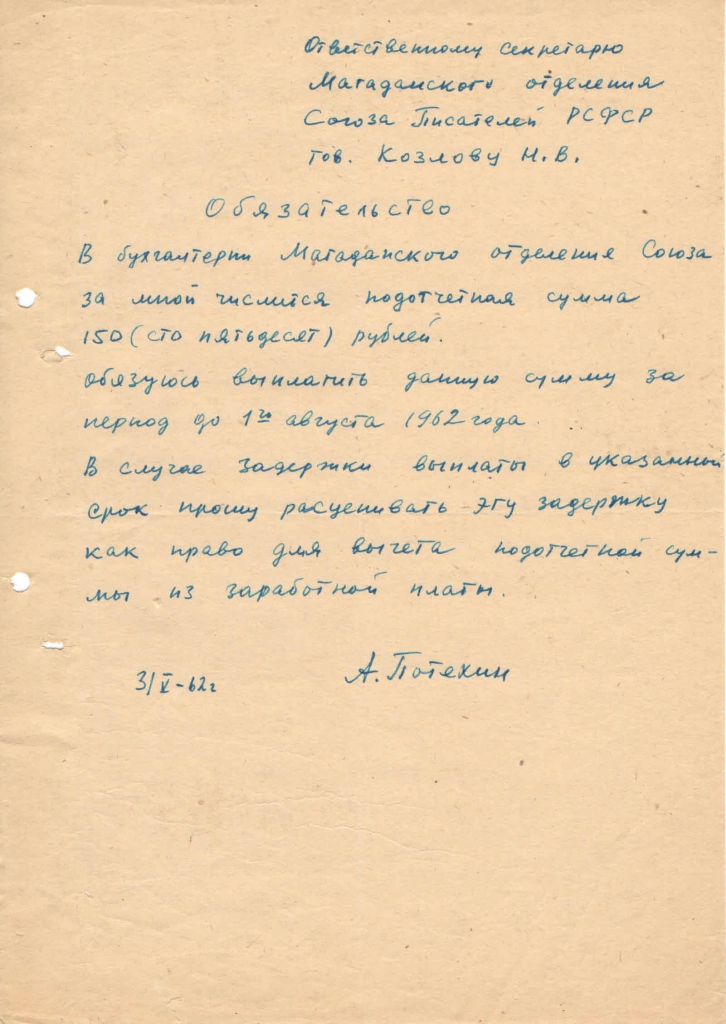 Ответственному секретарю
Магаданского отделения
Союза Писателей РСФСР
тов. Козлову Н.В.
Обязательство
В бухгалтерии Магаданского отделения Союза
за мной числится подотчетная сумма
150 (сто пятьдесят) рублей.
обязуюсь выплатить данную сумму за
период до 1го августа 1962 года.
В случае задержки выплаты в указанный
срок прошу расценивать эту задержку
как право для вычета подотчетной сум-
мы из заработной платы.
31/V-62г А. Потехин